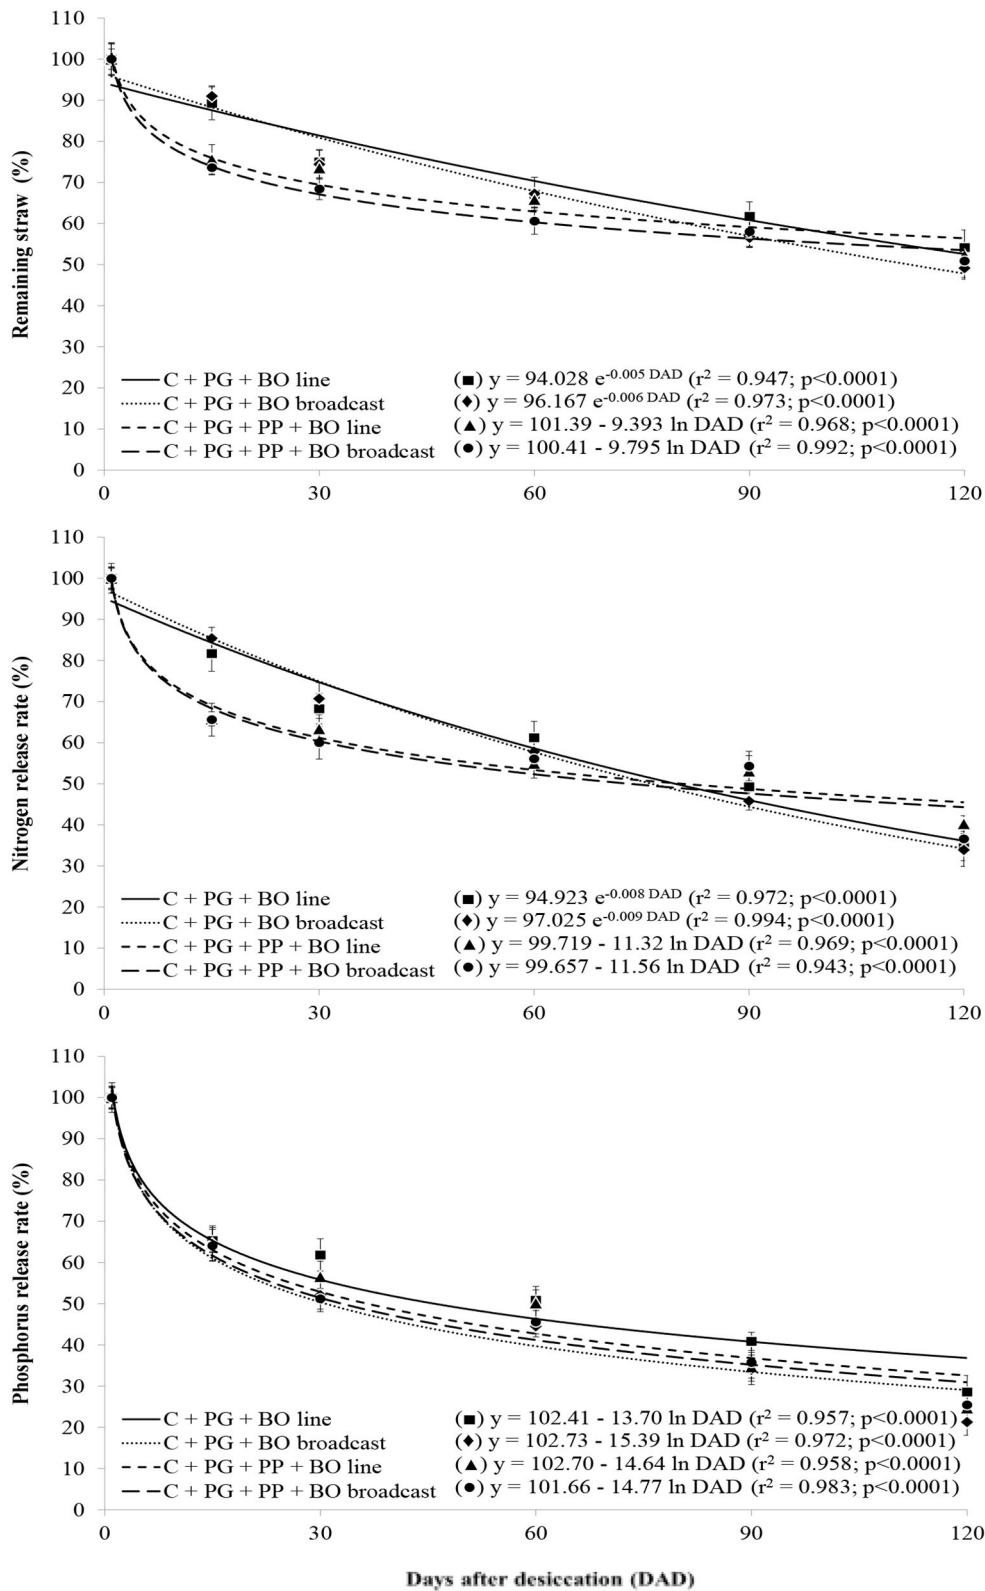 110
100
90
80
70
60
50
40
30
20
10
0
Remaining straw (%)
C + PG + BO line (■) y = 94.028 e^-0.005 DAD (r² = 0.947; p<0.0001)
C + PG + BO broadcast (◆) y = 96.167 e^-0.006 DAD (r² = 0.973; p<0.0001)
C + PG + PP + BO line (▲) y = 101.39 - 9.393 ln DAD (r² = 0.968; p<0.0001)
C + PG + PP + BO broadcast (●) y = 100.41 - 9.795 ln DAD (r² = 0.992; p<0.0001)
0 30 60 90 120
110
100
90
80
70
60
50
40
30
20
10
0
Nitrogen release rate (%)
C + PG + BO line (■) y = 94.923 e^-0.008 DAD (r² = 0.972; p<0.0001)
C + PG + BO broadcast (◆) y = 97.025 e^-0.009 DAD (r² = 0.994; p<0.0001)
C + PG + PP + BO line (▲) y = 99.719 - 11.32 ln DAD (r² = 0.969; p<0.0001)
C + PG + PP + BO broadcast (●) y = 99.657 - 11.56 ln DAD (r² = 0.943; p<0.0001)
0 30 60 90 120
110
100
90
80
70
60
50
40
30
20
10
0
Phosphorus release rate (%)
C + PG + BO line (■) y = 102.41 - 13.70 ln DAD (r² = 0.957; p<0.0001)
C + PG + BO broadcast (◆) y = 102.73 - 15.39 ln DAD (r² = 0.972; p<0.0001)
C + PG + PP + BO line (▲) y = 102.70 - 14.64 ln DAD (r² = 0.958; p<0.0001)
C + PG + PP + BO broadcast (●) y = 101.66 - 14.77 ln DAD (r² = 0.983; p<0.0001)
0 30 60 90 120
Days after desiccation (DAD)